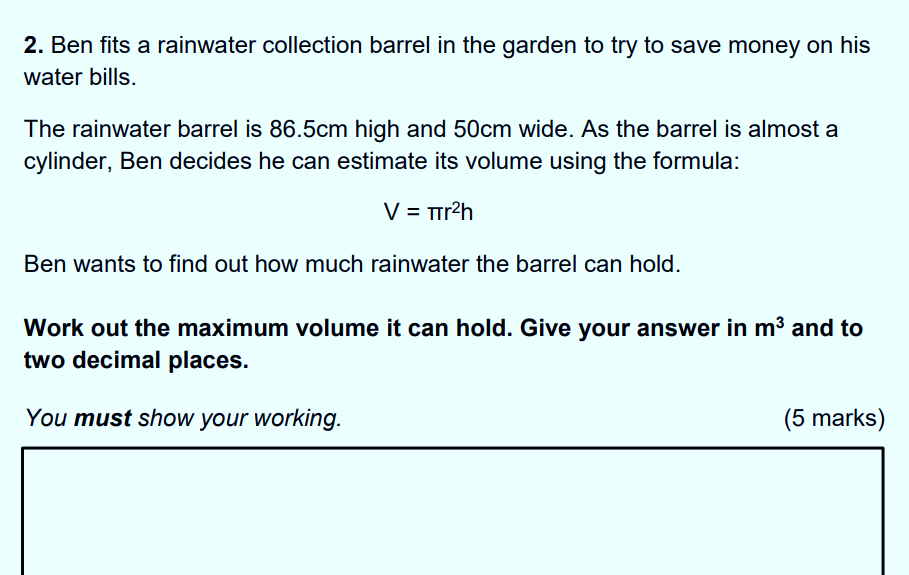 2. Ben fits a rainwater collection barrel in the garden to try to save money on his
water bills.
The rainwater barrel is 86.5cm high and 50cm wide. As the barrel is almost a
cylinder, Ben decides he can estimate its volume using the formula:
V = πr²h
Ben wants to find out how much rainwater the barrel can hold.
Work out the maximum volume it can hold. Give your answer in m³ and to
two decimal places.
You must show your working. (5 marks)